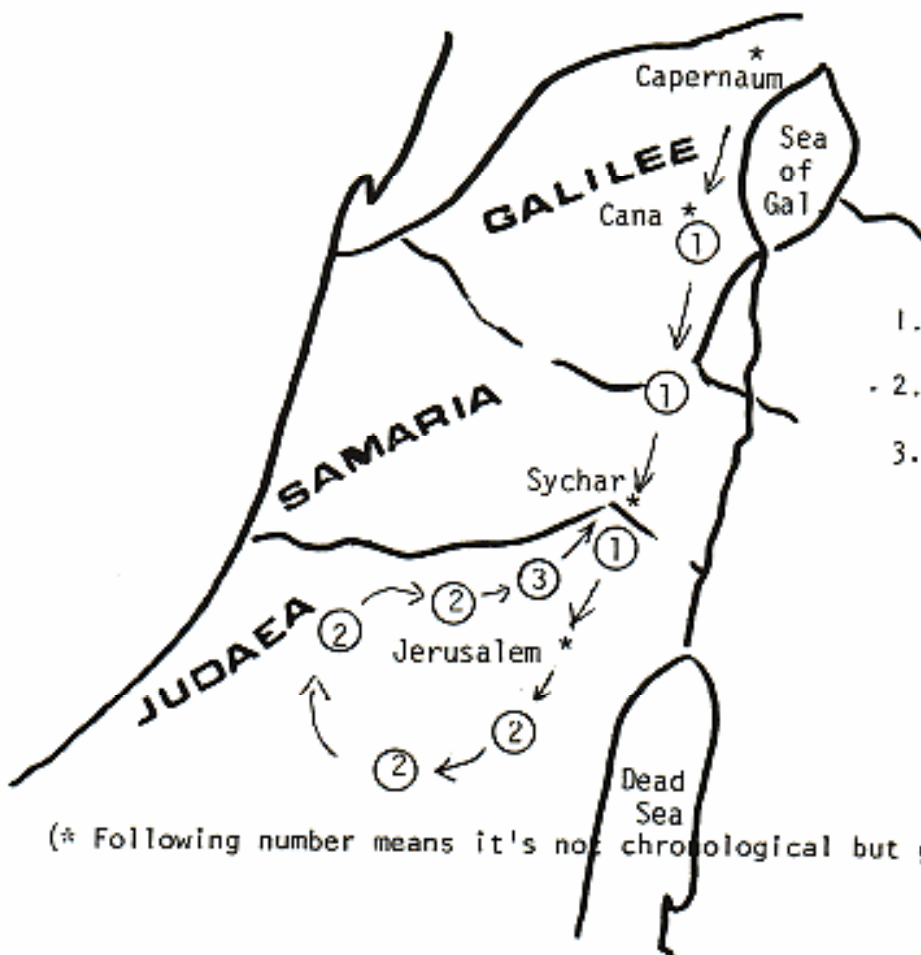 *
Capernaum
Sea
of
Gal.
GALILEE
Cana *
1
1.
1
2.
SAMARIA
3.
Sychar *
1
3
2
2
JUDAEA
Jerusalem *
2
2
Dead
Sea
(* Following number means it's not chronological but